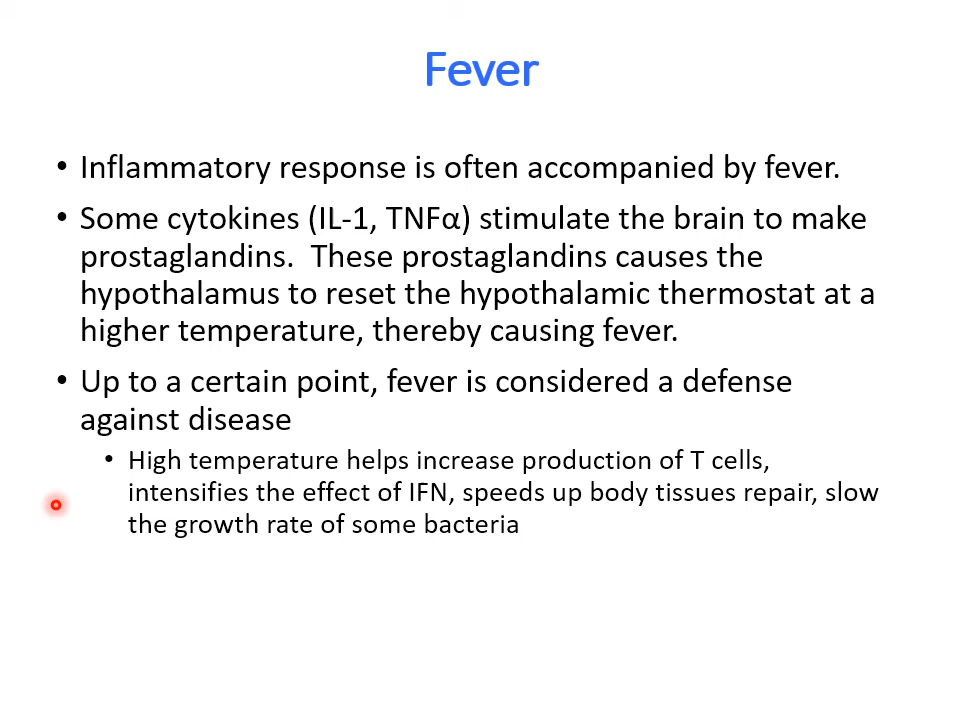 Fever
• Inflammatory response is often accompanied by fever.
• Some cytokines (IL-1, TNFα) stimulate the brain to make
prostaglandins.  These prostaglandins causes the
hypothalamus to reset the hypothalamic thermostat at a
higher temperature, thereby causing fever.
• Up to a certain point, fever is considered a defense
against disease
• High temperature helps increase production of T cells,
intensifies the effect of IFN, speeds up body tissues repair, slow
the growth rate of some bacteria